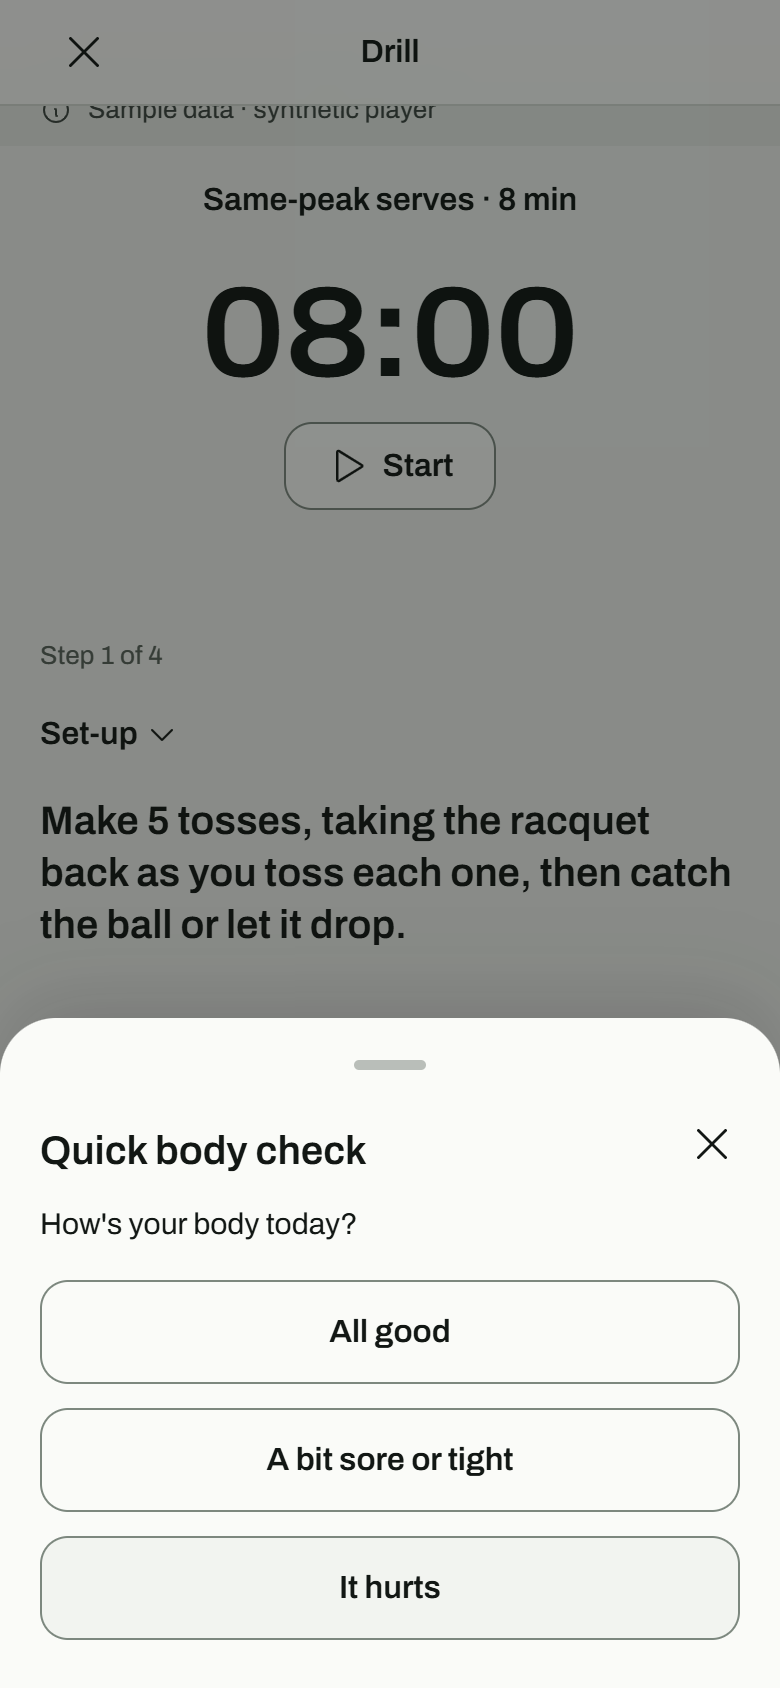 Drill
Sample data · synthetic player
Same-peak serves · 8 min
08:00
Start
Step 1 of 4
Set-up
Make 5 tosses, taking the racquet
back as you toss each one, then catch
the ball or let it drop.
Quick body check
How's your body today?
All good
A bit sore or tight
It hurts